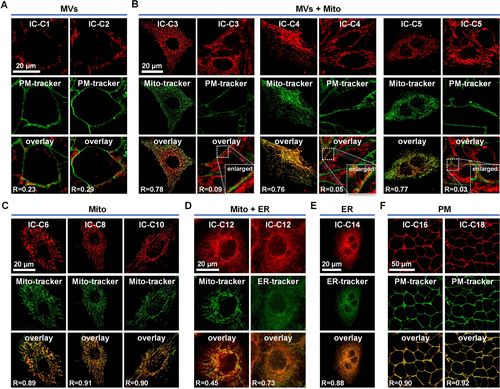 A MVs
IC-C1 IC-C2
20 μm
PM-tracker PM-tracker
overlay overlay
R=0.23 R=0.29
B MVs + Mito
IC-C3 IC-C3 IC-C4 IC-C4 IC-C5 IC-C5
20 μm
Mito-tracker PM-tracker Mito-tracker PM-tracker Mito-tracker PM-tracker
overlay overlay overlay overlay overlay overlay
enlarged enlarged enlarged
R=0.78 R=0.09 R=0.76 R=0.05 R=0.77 R=0.03
C Mito
IC-C6 IC-C8 IC-C10
20 μm
Mito-tracker Mito-tracker Mito-tracker
overlay overlay overlay
R=0.89 R=0.91 R=0.90
D Mito + ER
IC-C12 IC-C12
20 μm
Mito-tracker ER-tracker
overlay overlay
R=0.45 R=0.73
E ER
IC-C14
20 μm
ER-tracker
overlay
R=0.88
F PM
IC-C16 IC-C18
50 μm
PM-tracker PM-tracker
overlay overlay
R=0.90 R=0.92